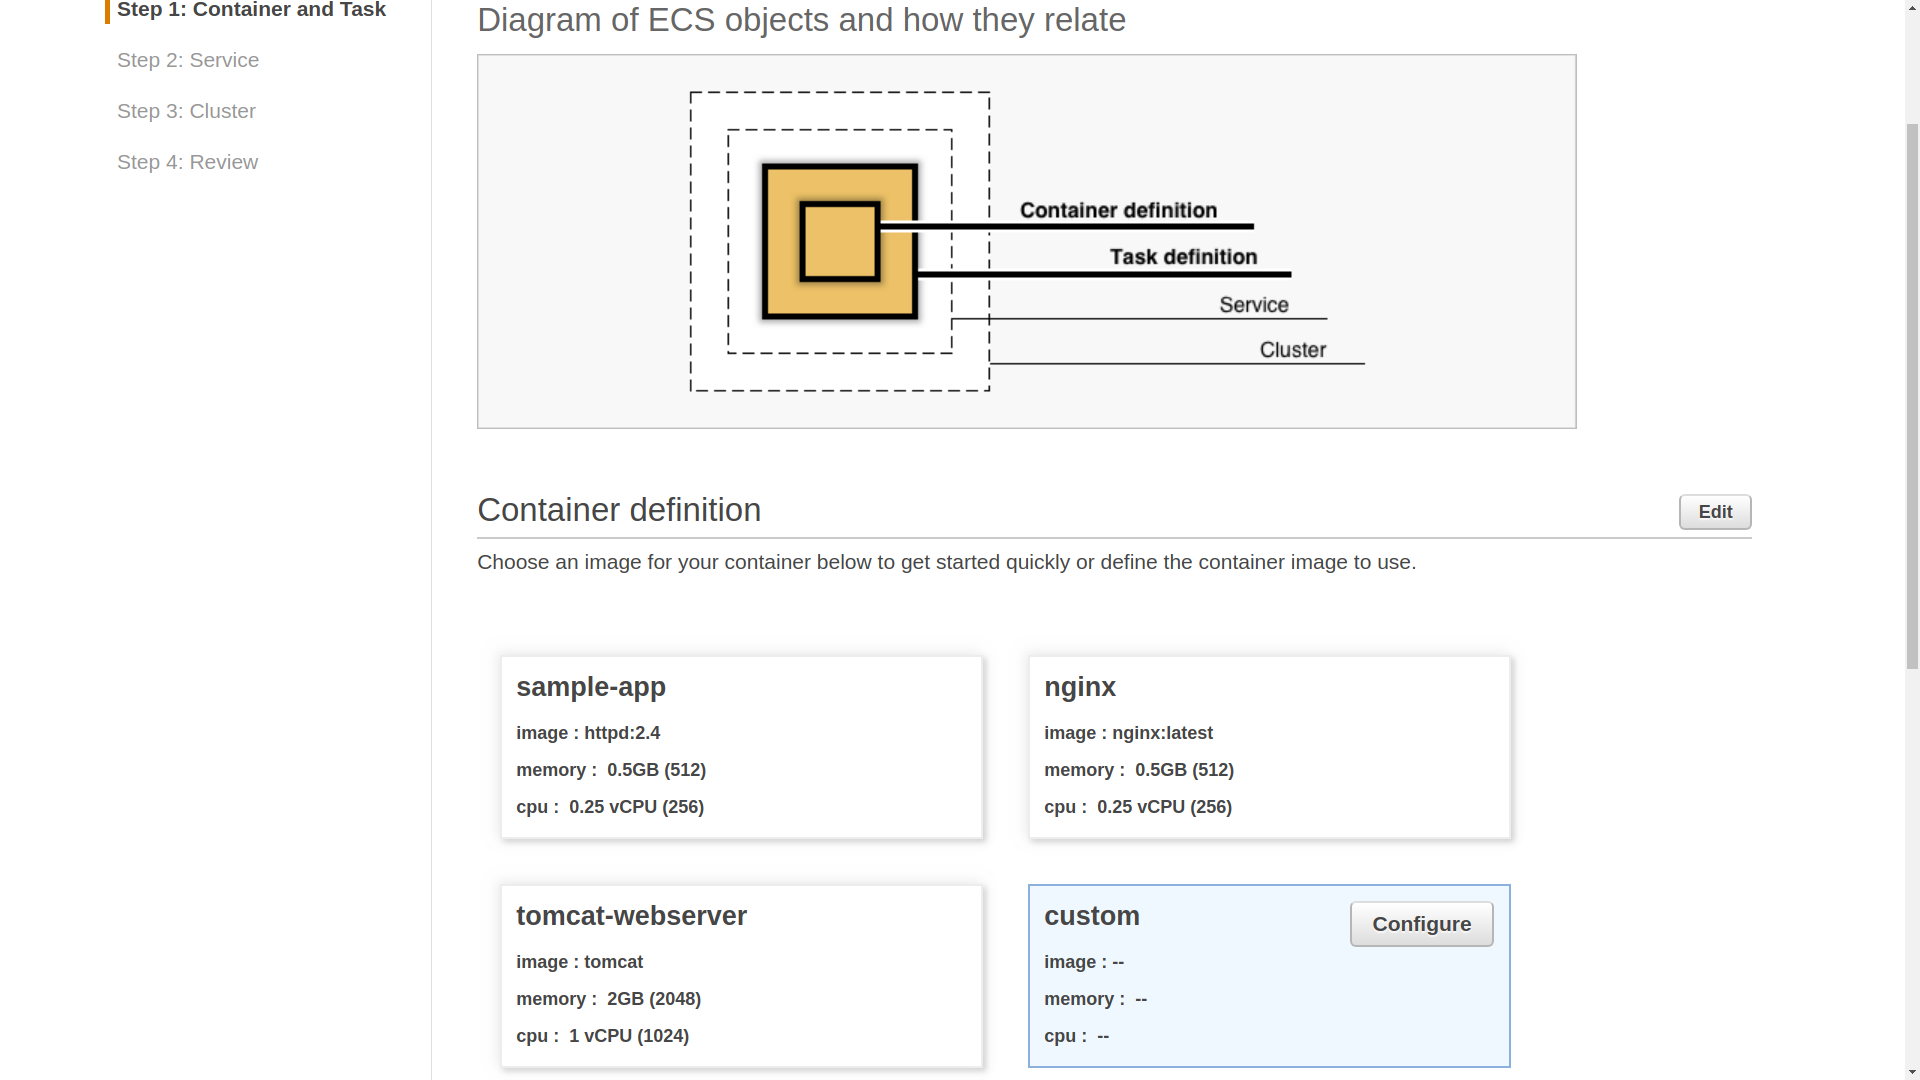 Step 1: Container and Task
Step 2: Service
Step 3: Cluster
Step 4: Review
Diagram of ECS objects and how they relate
Container definition
Task definition
Service
Cluster
Container definition
Edit
Choose an image for your container below to get started quickly or define the container image to use.
sample-app
image : httpd:2.4
memory : 0.5GB (512)
cpu : 0.25 vCPU (256)
nginx
image : nginx:latest
memory : 0.5GB (512)
cpu : 0.25 vCPU (256)
tomcat-webserver
image : tomcat
memory : 2GB (2048)
cpu : 1 vCPU (1024)
custom
Configure
image : --
memory : --
cpu : --